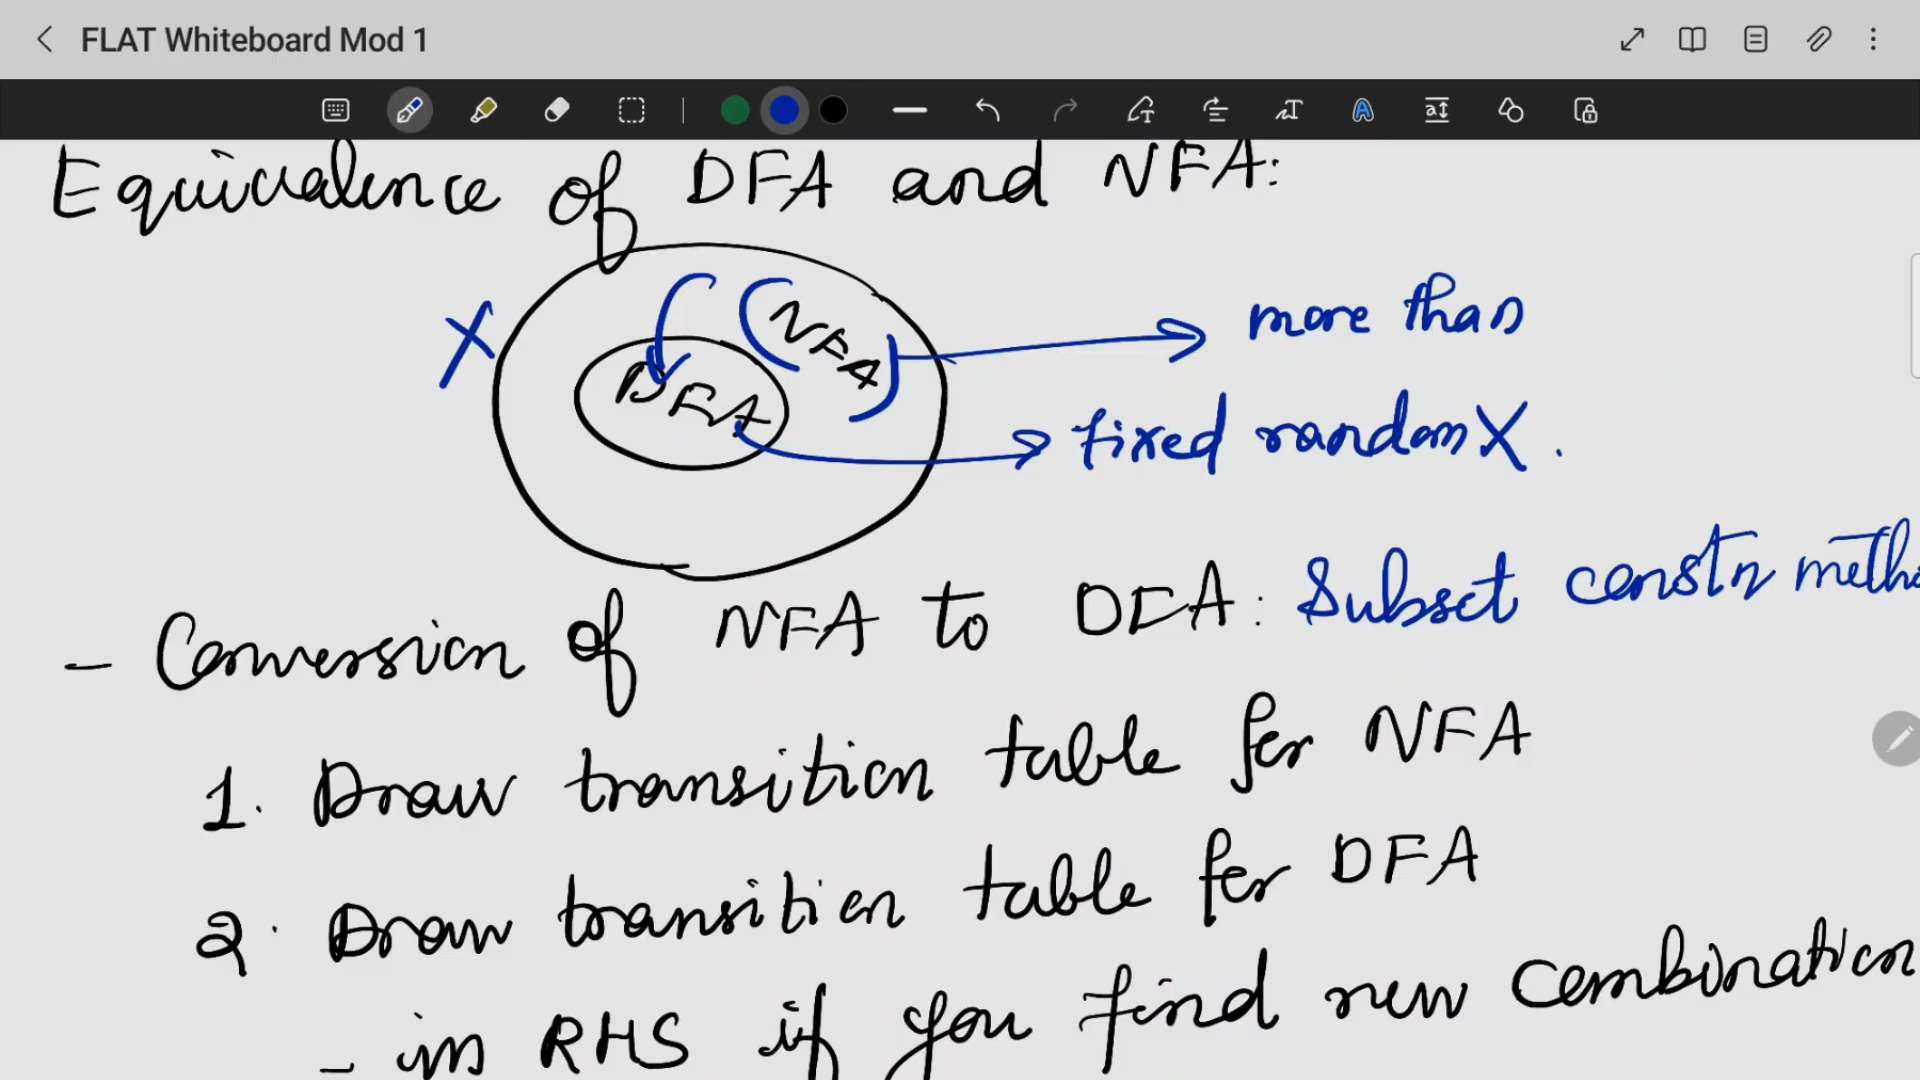 FLAT Whiteboard Mod 1
Equivalence of DFA and NFA:
X
NFA
more than
DFA
fixed random X.
- Conversion of NFA to DFA: Subset constn metho
1. Draw transition table for NFA
2. Draw transition table for DFA
- in RHS if you find new combination